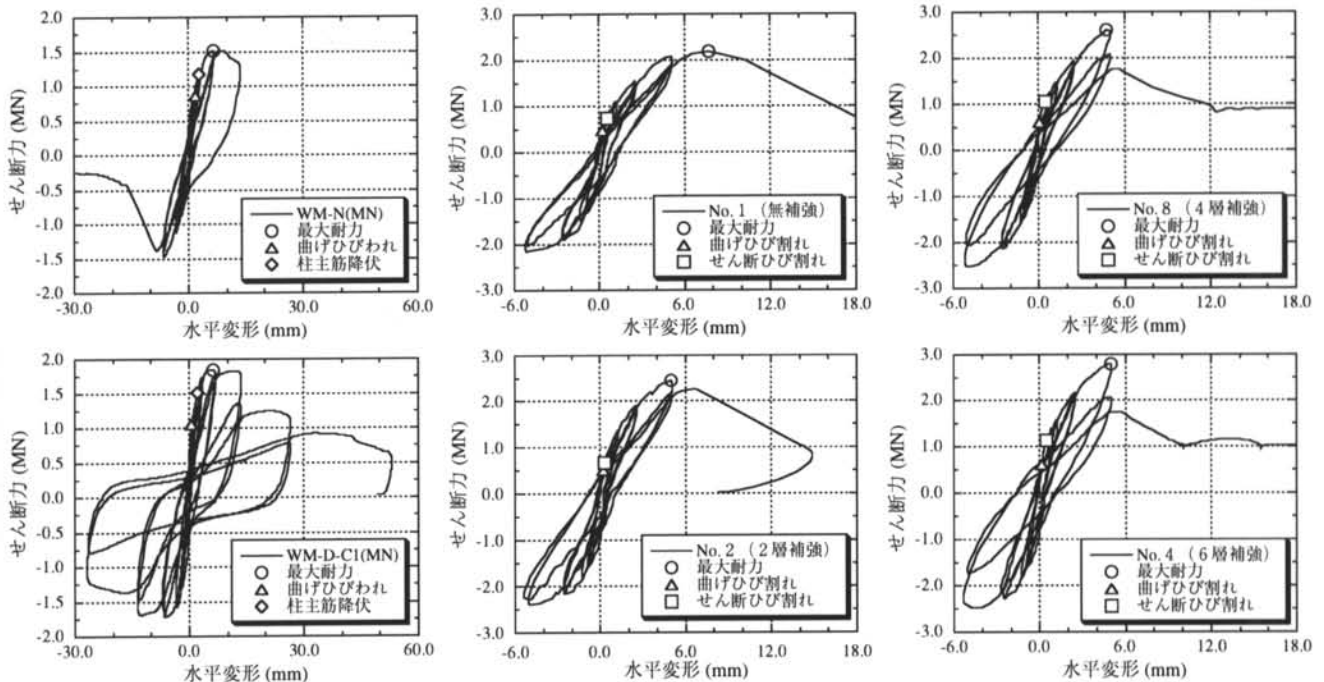 せん断力 (MN)
2.0
1.5
1.0
0.5
0.0
-0.5
-1.0
-1.5
2.0
-30.0
0.0
30.0
60.0
水平変形 (mm)
WM-N(MN)
最大耐力
曲げひびわれ
柱主筋降伏
せん断力 (MN)
3.0
2.0
1.0
0.0
-1.0
-2.0
-3.0
-6.0
0.0
6.0
12.0
18.0
水平変形 (mm)
No. 1 (無補強)
最大耐力
曲げひび割れ
せん断ひび割れ
せん断力 (MN)
3.0
2.0
1.0
0.0
-1.0
-2.0
-3.0
-6.0
0.0
6.0
12.0
18.0
水平変形 (mm)
No. 8 (4層補強)
最大耐力
曲げひび割れ
せん断ひび割れ
せん断力 (MN)
2.0
1.5
1.0
0.5
0.0
-0.5
-1.0
-1.5
2.0
-30.0
0.0
30.0
60.0
水平変形 (mm)
WM-D-C1(MN)
最大耐力
曲げひびわれ
柱主筋降伏
せん断力 (MN)
3.0
2.0
1.0
0.0
-1.0
-2.0
-3.0
-6.0
0.0
6.0
12.0
18.0
水平変形 (mm)
No. 2 (2層補強)
最大耐力
曲げひび割れ
せん断ひび割れ
せん断力 (MN)
3.0
2.0
1.0
0.0
-1.0
-2.0
-3.0
-6.0
0.0
6.0
12.0
18.0
水平変形 (mm)
No. 4 (6層補強)
最大耐力
曲げひび割れ
せん断ひび割れ